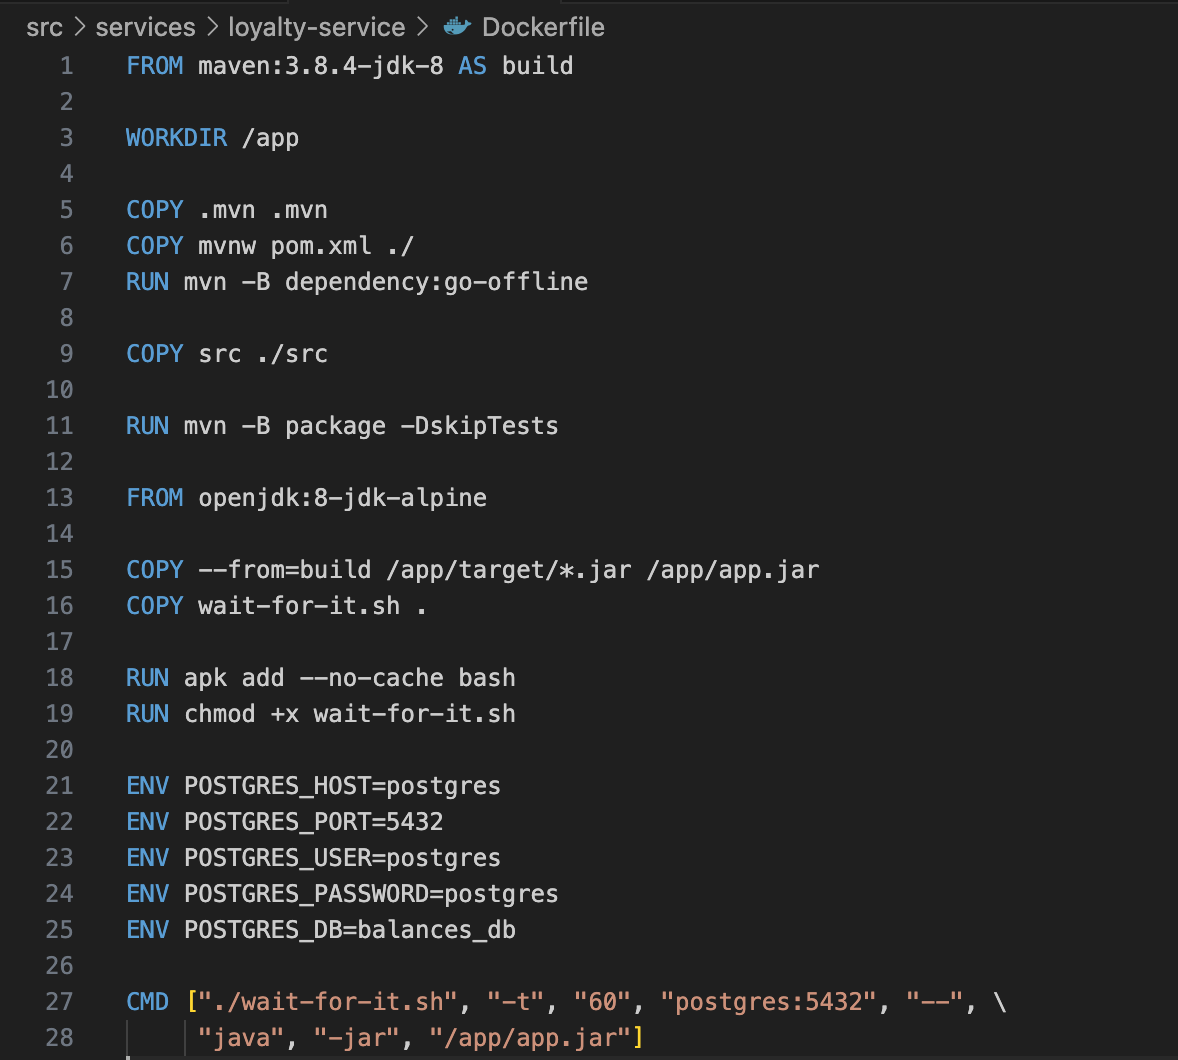 src > services > loyalty-service > Dockerfile
1 FROM maven:3.8.4-jdk-8 AS build
2
3 WORKDIR /app
4
5 COPY .mvn .mvn
6 COPY mvnw pom.xml ./
7 RUN mvn -B dependency:go-offline
8
9 COPY src ./src
10
11 RUN mvn -B package -DskipTests
12
13 FROM openjdk:8-jdk-alpine
14
15 COPY --from=build /app/target/*.jar /app/app.jar
16 COPY wait-for-it.sh .
17
18 RUN apk add --no-cache bash
19 RUN chmod +x wait-for-it.sh
20
21 ENV POSTGRES_HOST=postgres
22 ENV POSTGRES_PORT=5432
23 ENV POSTGRES_USER=postgres
24 ENV POSTGRES_PASSWORD=postgres
25 ENV POSTGRES_DB=balances_db
26
27 CMD ["./wait-for-it.sh", "-t", "60", "postgres:5432", "--", \
28 "java", "-jar", "/app/app.jar"]